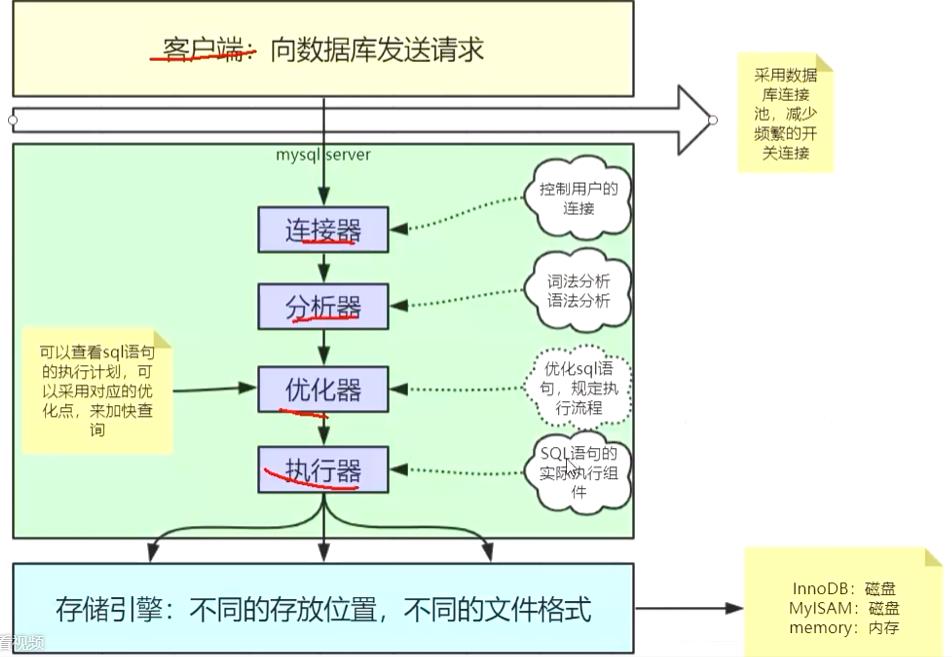 客户端：向数据库发送请求
采用数据
库连接
池，减少
频繁的开
关连接
mysql server
控制用户的
连接
连接器
词法分析
语法分析
分析器
可以查看sql语句
的执行计划，可
以采用对应的优
化点，来加快查
询
优化sql语
句，规定执
行流程
优化器
SQL语句的
实际执行组
件
执行器
存储引擎：不同的存放位置，不同的文件格式
InnoDB：磁盘
MyISAM：磁盘
memory：内存
看视频